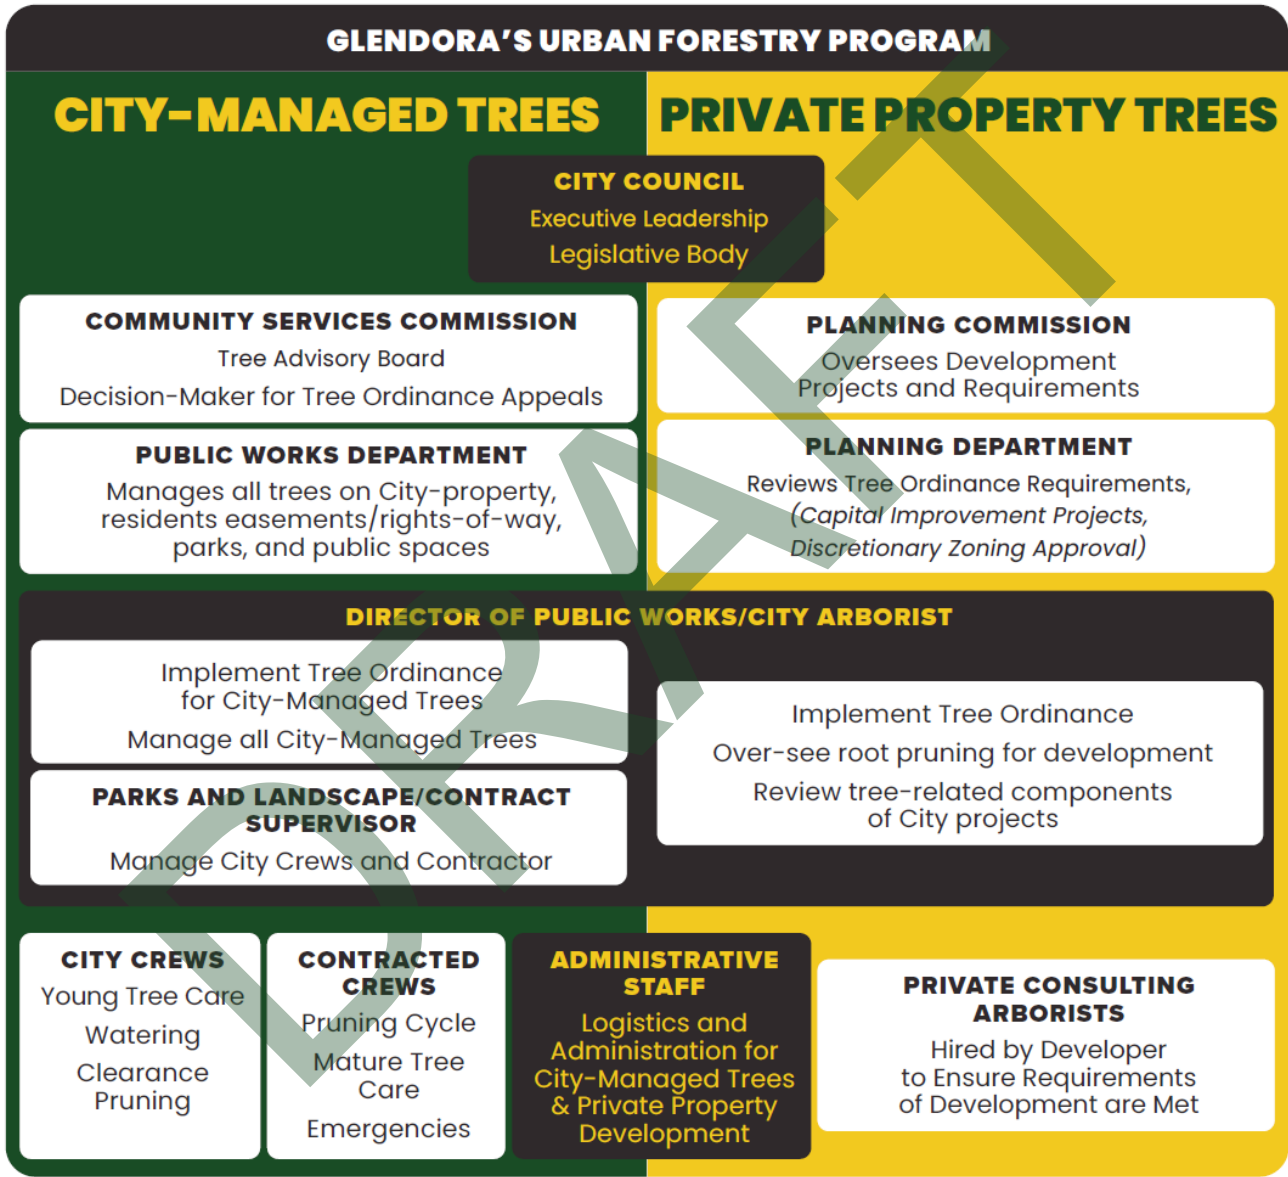 GLENDORA'S URBAN FORESTRY PROGRAM
CITY-MANAGED TREES
PRIVATE PROPERTY TREES
CITY COUNCIL
Executive Leadership
Legislative Body
COMMUNITY SERVICES COMMISSION
Tree Advisory Board
Decision-Maker for Tree Ordinance Appeals
PUBLIC WORKS DEPARTMENT
Manages all trees on City-property,
residents easements/rights-of-way,
parks, and public spaces
PLANNING COMMISSION
Oversees Development
Projects and Requirements
PLANNING DEPARTMENT
Reviews Tree Ordinance Requirements,
(Capital Improvement Projects,
Discretionary Zoning Approval)
DIRECTOR OF PUBLIC WORKS/CITY ARBORIST
Implement Tree Ordinance
for City-Managed Trees
Manage all City-Managed Trees
PARKS AND LANDSCAPE/CONTRACT
SUPERVISOR
Manage City Crews and Contractor
Implement Tree Ordinance
Over-see root pruning for development
Review tree-related components
of City projects
CITY CREWS
Young Tree Care
Watering
Clearance
Pruning
CONTRACTED
CREWS
Pruning Cycle
Mature Tree
Care
Emergencies
ADMINISTRATIVE
STAFF
Logistics and
Administration for
City-Managed Trees
& Private Property
Development
PRIVATE CONSULTING
ARBORISTS
Hired by Developer
to Ensure Requirements
of Development are Met
DRAFT